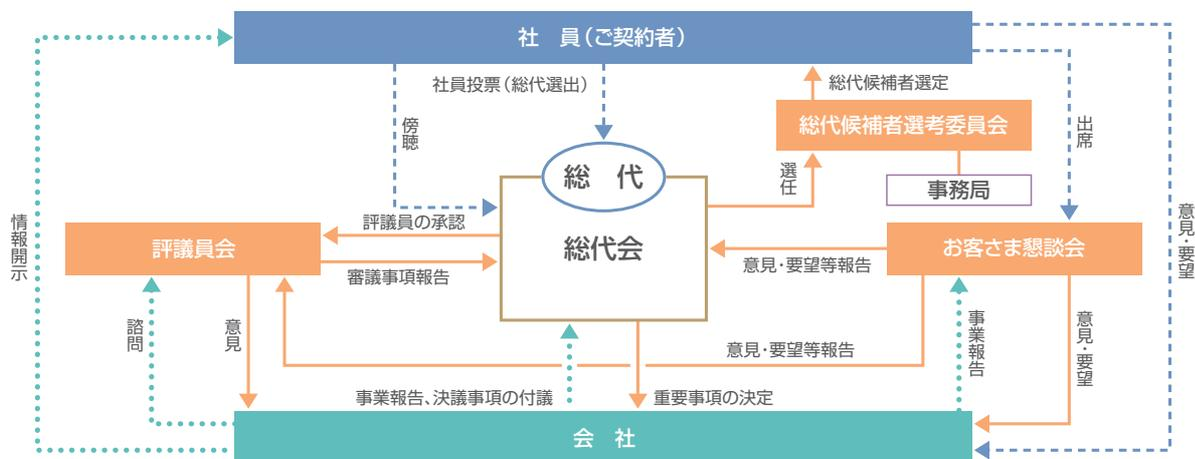 社　員（ご契約者）
社員投票（総代選出）
総代候補者選定
傍聴
総代候補者選考委員会
出席
総　代
選任
事務局
情報開示
意見・要望
評議員の承認
評議員会
総代会
お客さま懇談会
審議事項報告
意見・要望等報告
諮問
意見
事業報告
意見・要望
意見・要望等報告
事業報告、決議事項の付議
重要事項の決定
会　社